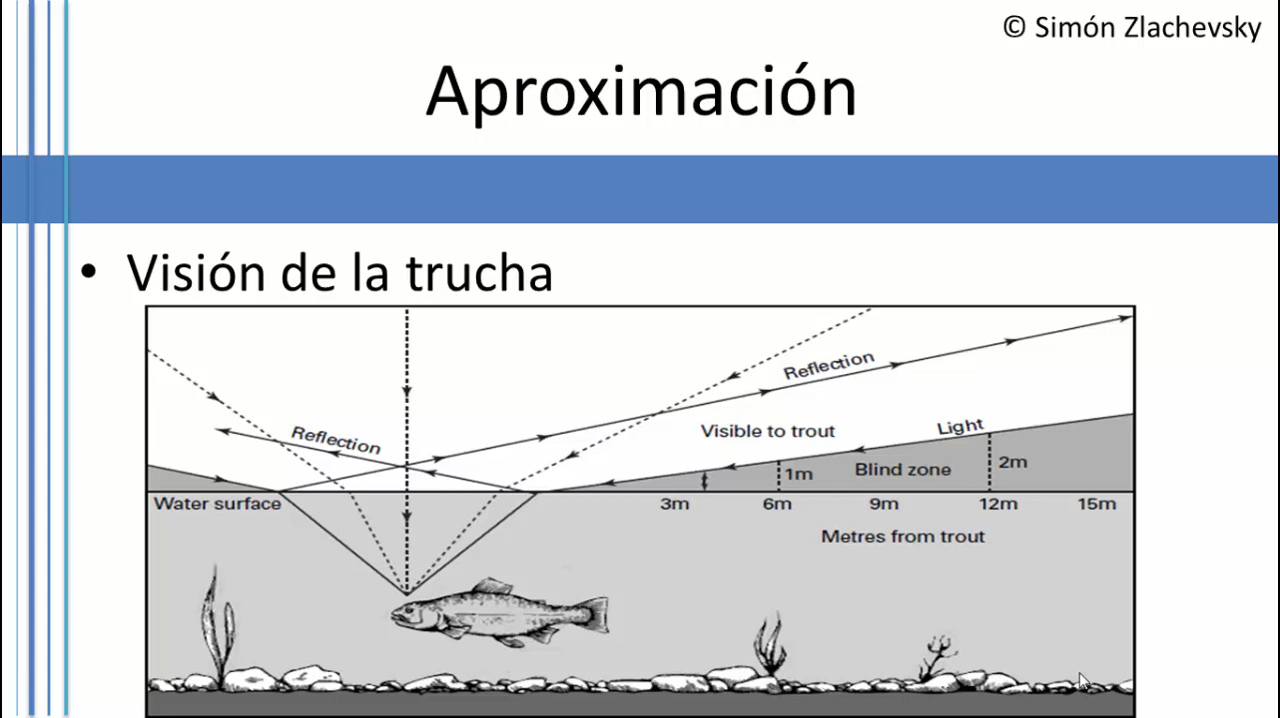 © Simón Zlachevsky
Aproximación
• Visión de la trucha
Reflection
Reflection
Visible to trout
Light
Blind zone
1m
2m
Water surface
3m 6m 9m 12m 15m
Metres from trout